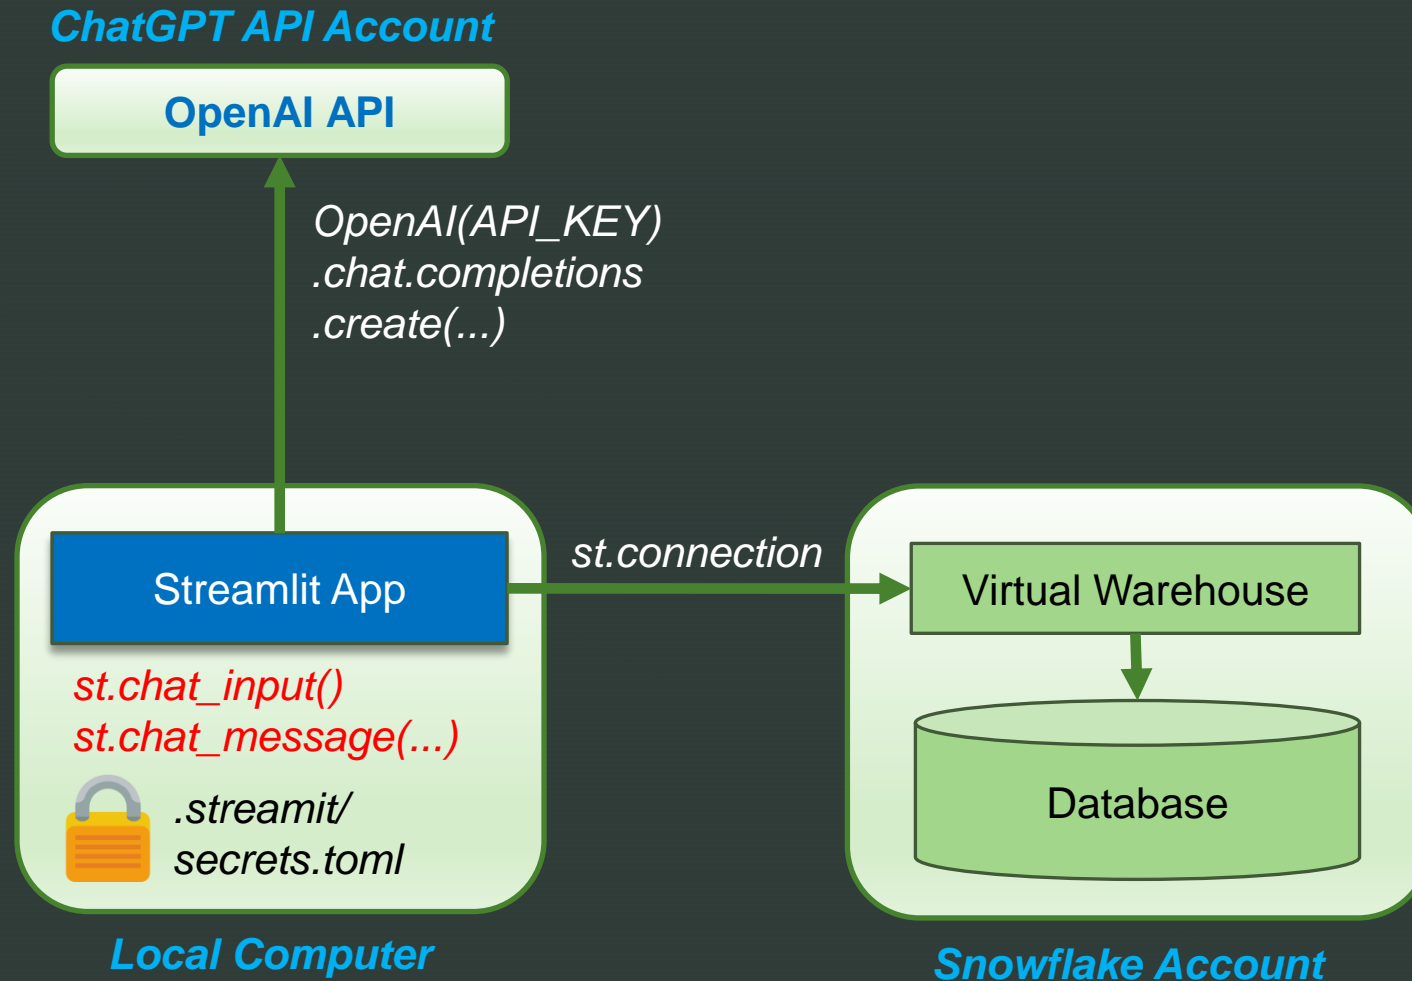 ChatGPT API Account
OpenAI API
OpenAI(API_KEY)
.chat.completions
.create(...)
Streamlit App
st.chat_input()
st.chat_message(...)
.streamit/
secrets.toml
Local Computer
st.connection
Virtual Warehouse
Database
Snowflake Account